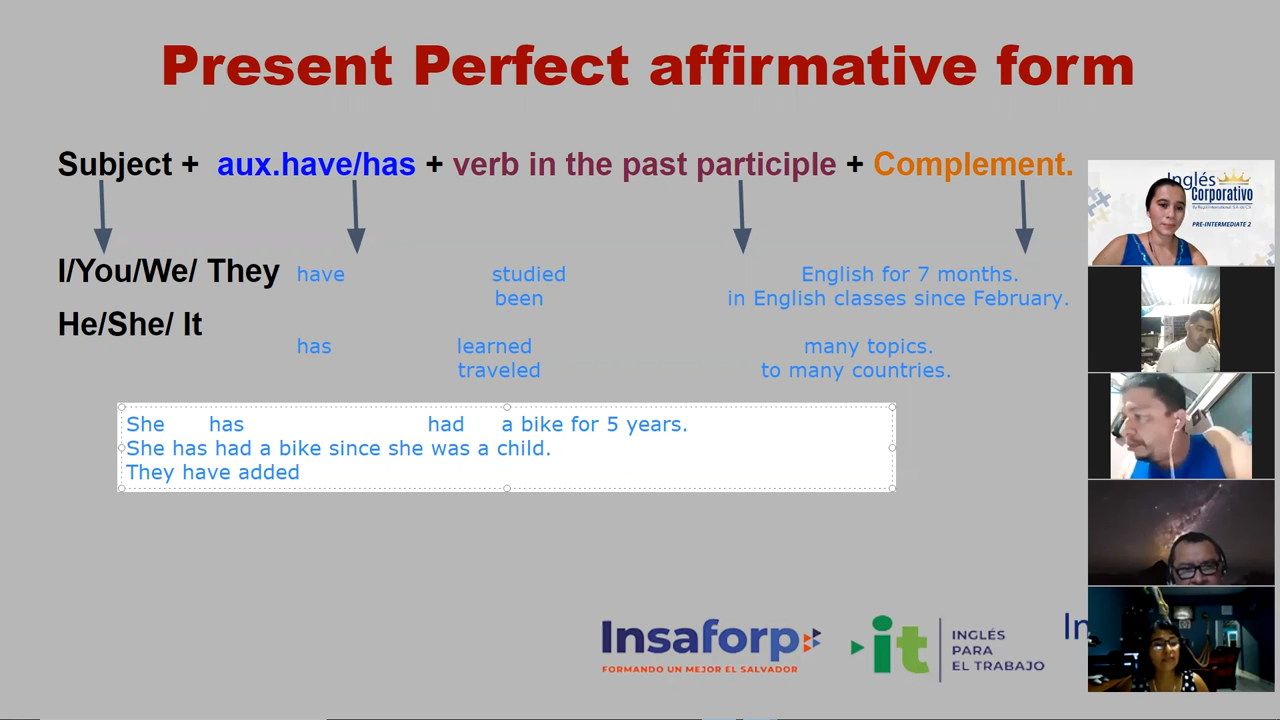 Present Perfect affirmative form
Subject + aux.have/has + verb in the past participle + Complement.
I/You/We/ They have studied English for 7 months.
been in English classes since February.
He/She/ It
has learned many topics.
traveled to many countries.
She has had a bike for 5 years.
She has had a bike since she was a child.
They have added
Inglés
Corporativo
PRE-INTERMEDIATE 2
Insaforp
FORMANDO UN MEJOR EL SALVADOR
it
INGLÉS
PARA
EL TRABAJO
In